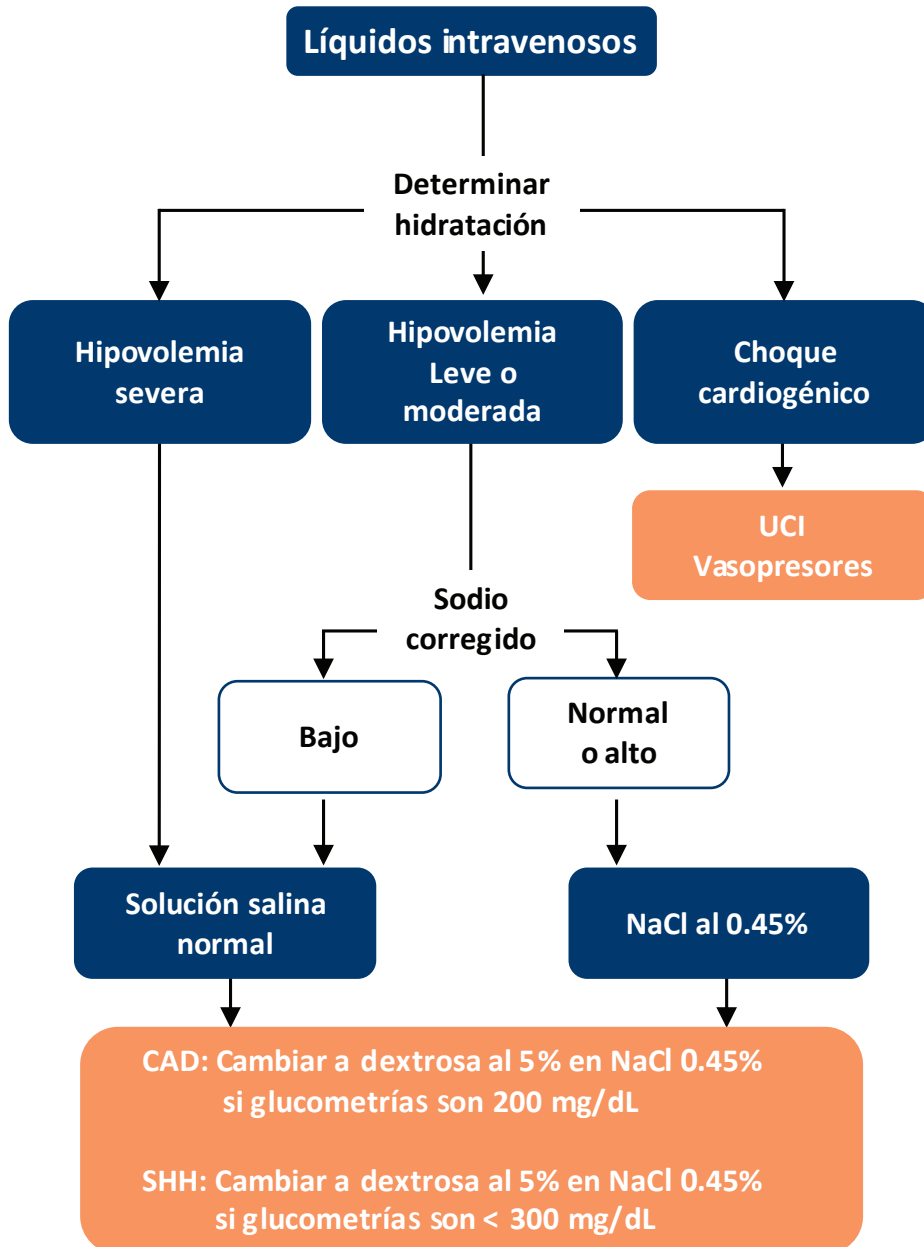 Líquidos intravenosos
Determinar
hidratación
Hipovolemia
severa
Hipovolemia
Leve o
moderada
Choque
cardiogénico
UCI
Vasopresores
Sodio
corregido
Bajo
Normal
o alto
Solución salina
normal
NaCl al 0.45%
CAD: Cambiar a dextrosa al 5% en NaCl 0.45%
si glucometrías son 200 mg/dL
SHH: Cambiar a dextrosa al 5% en NaCl 0.45%
si glucometrías son < 300 mg/dL